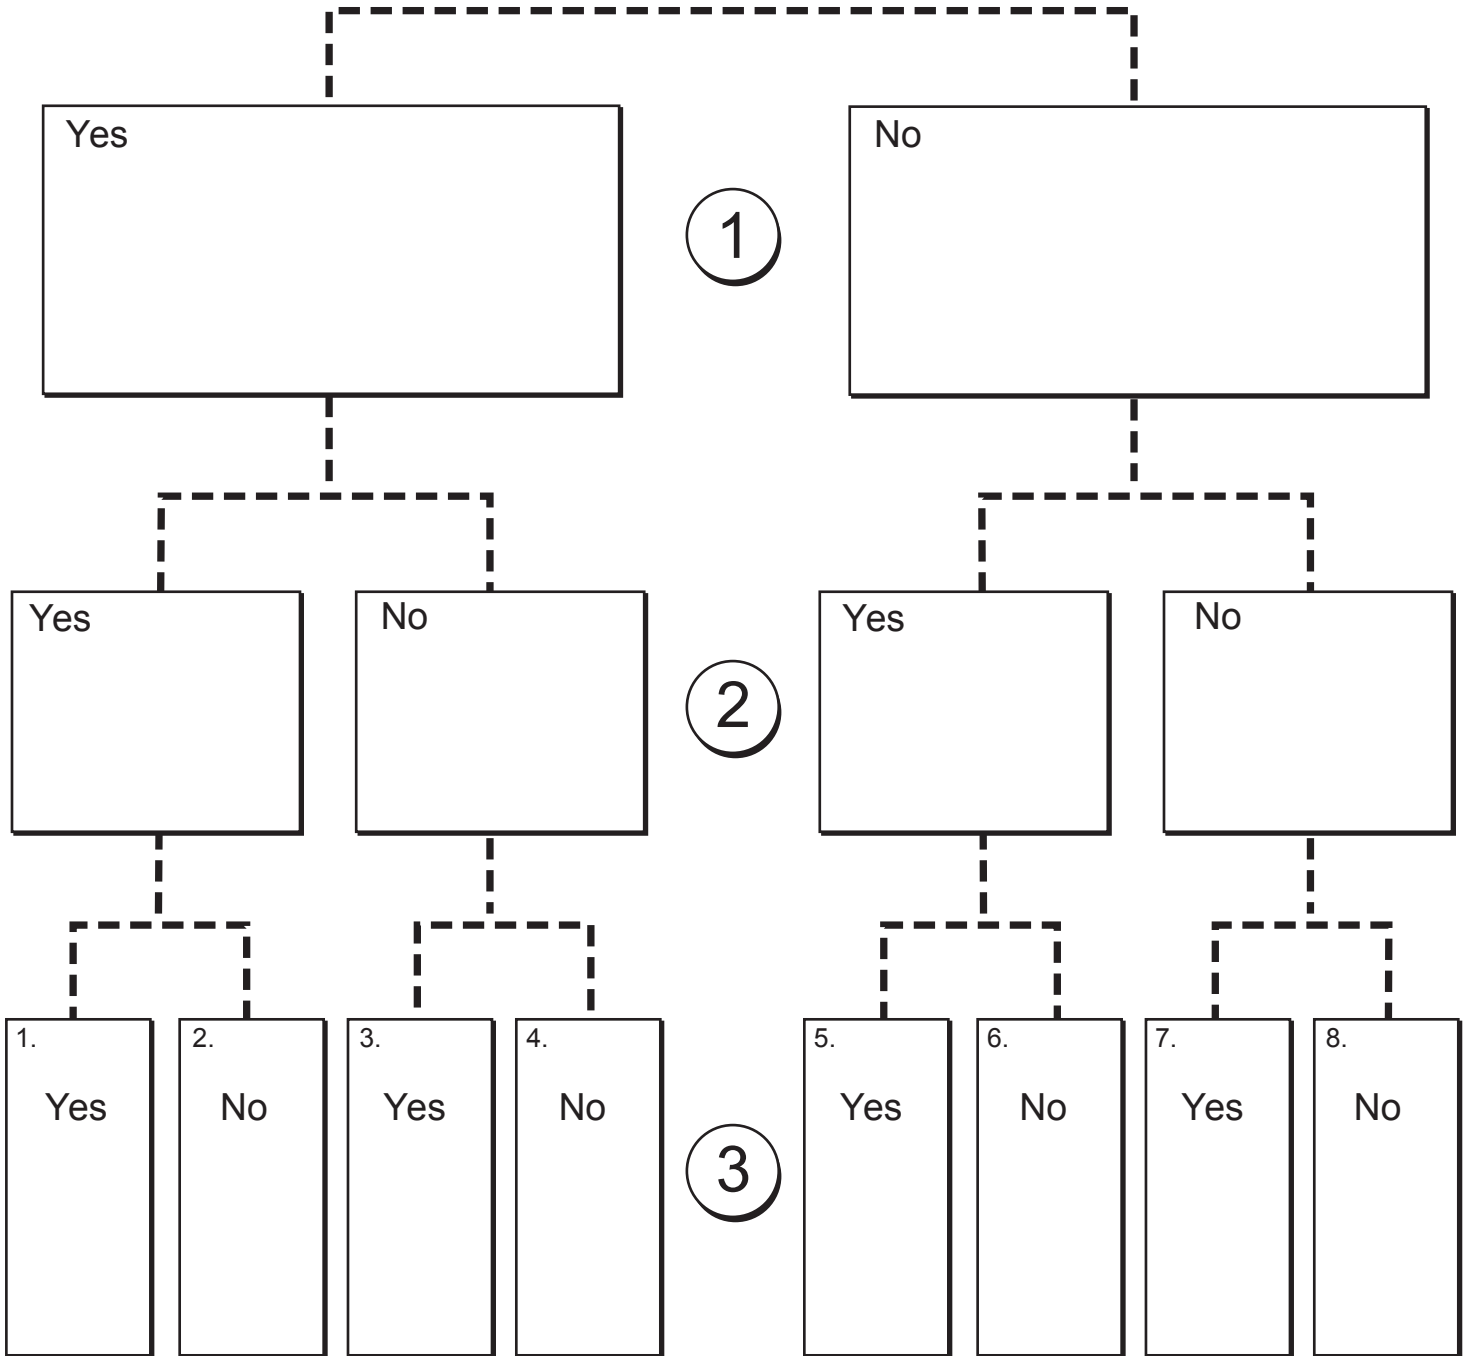 Yes
No
1
Yes
No
2
Yes
No
1.
Yes
2.
No
3.
Yes
4.
No
3
5.
Yes
6.
No
7.
Yes
8.
No